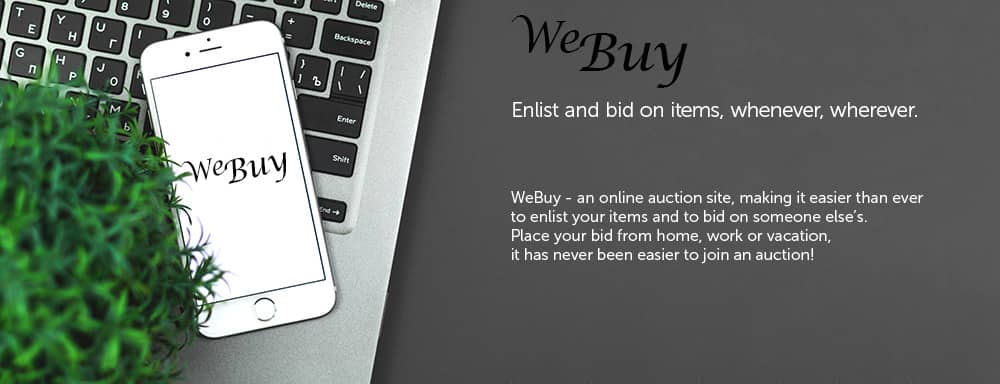 WeBuy
Enlist and bid on items, whenever, wherever.
WeBuy - an online auction site, making it easier than ever
to enlist your items and to bid on someone else's.
Place your bid from home, work or vacation,
it has never been easier to join an auction!
WeBuy
Delete
Backspace
Enter
Shift
End